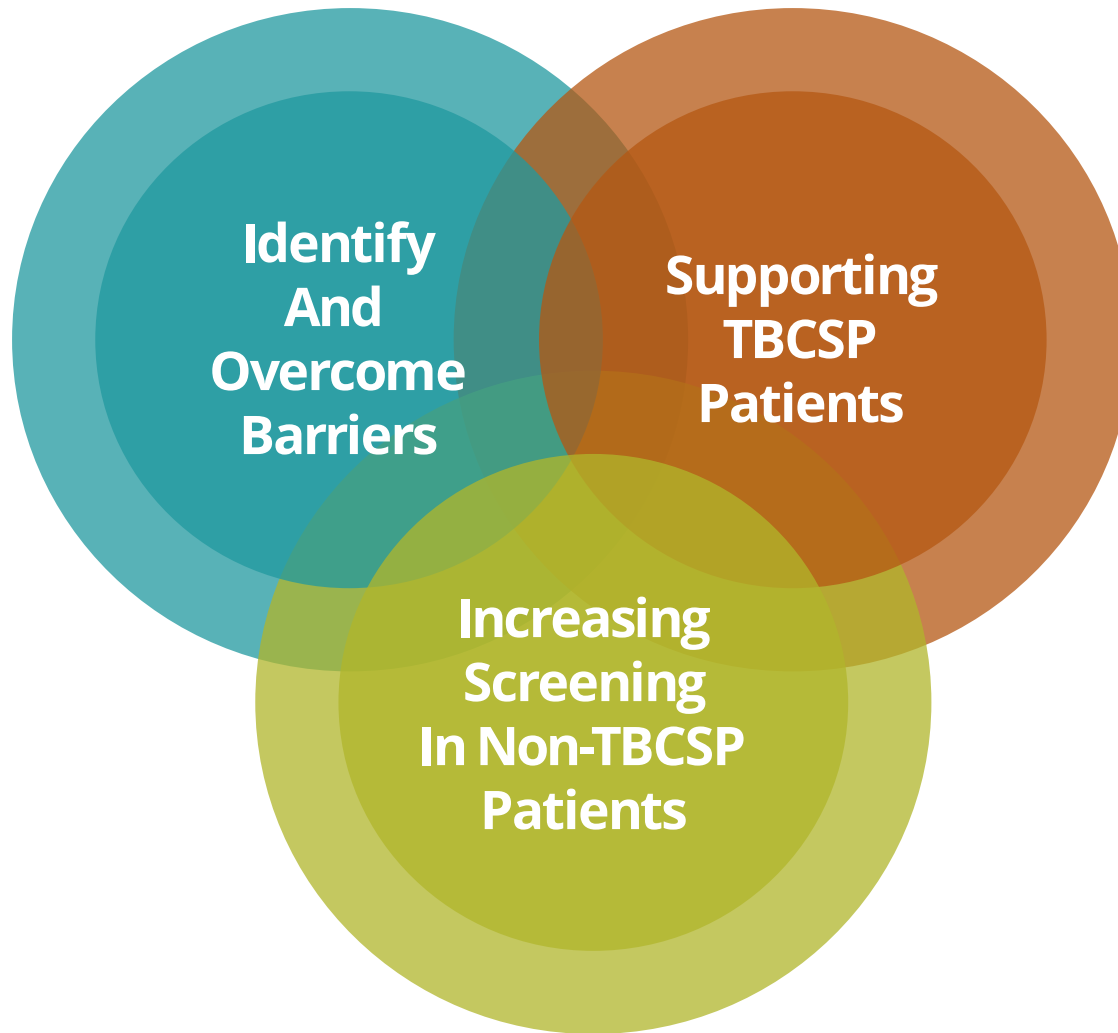 Identify
And
Overcome
Barriers
Supporting
TBCSP
Patients
Increasing
Screening
In Non-TBCSP
Patients